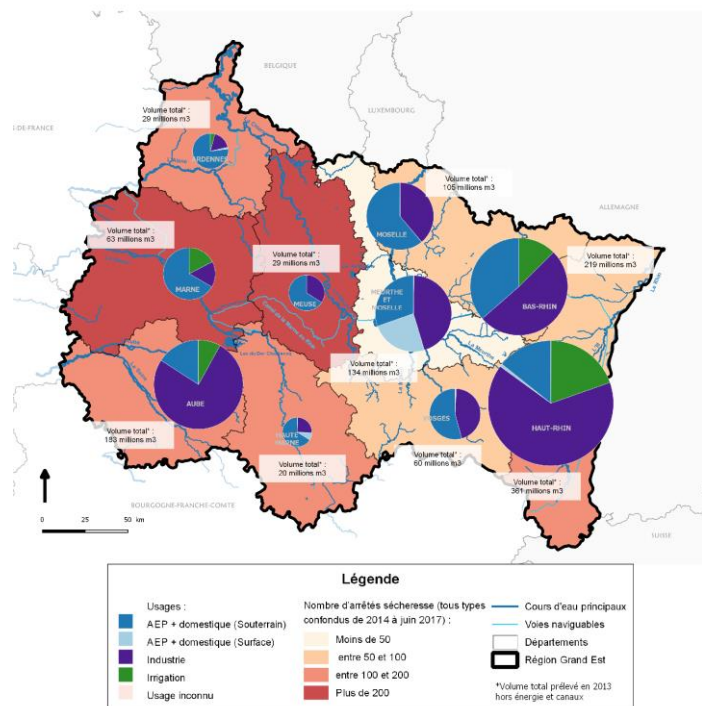 BELGIQUE
LUXEMBOURG
ALLEMAGNE
Volume total* :
29 millions m3
ARDENNES
Volume total* :
105 millions m3
MOSELLE
Volume total* :
63 millions m3
MARNE
Volume total* :
29 millions m3
MEUSE
MEURTHE
ET
MOSELLE
Volume total* :
134 millions m3
Volume total* :
219 millions m3
BAS-RHIN
Le Rhin
La Meurthe
AUBE
Volume total* :
183 millions m3
HAUTE
MARNE
Volume total* :
20 millions m3
VOSGES
Volume total* :
60 millions m3
HAUT-RHIN
Volume total* :
361 millions m3
BOURGOGNE-FRANCHE-COMTE
SUISSE
0 25 50 km
Légende
Usages :
AEP + domestique (Souterrain)
AEP + domestique (Surface)
Industrie
Irrigation
Usage inconnu
Nombre d'arrêtés sécheresse (tous types
confondus de 2014 à juin 2017) :
Moins de 50
entre 50 et 100
entre 100 et 200
Plus de 200
Cours d'eau principaux
Voies naviguables
Départements
Région Grand Est
*Volume total prélevé en 2013
hors énergie et canaux